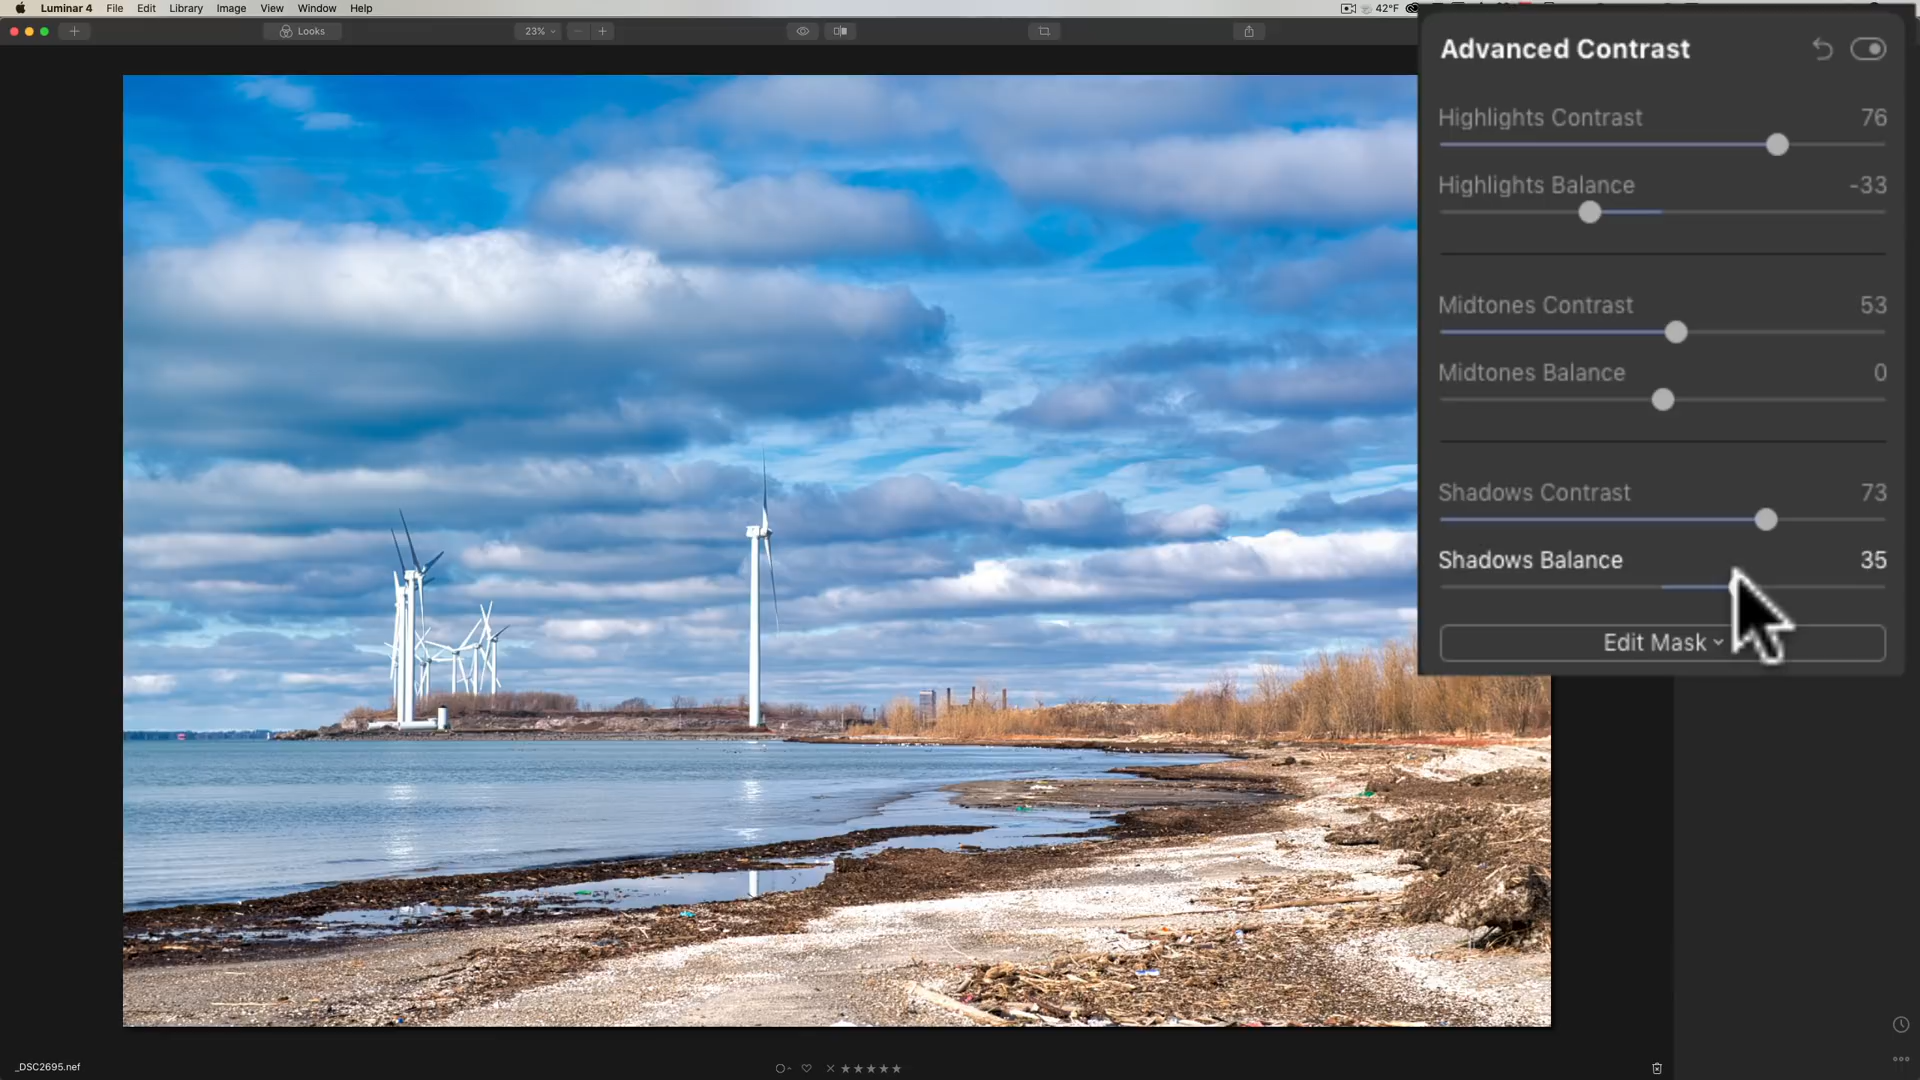 Luminar 4 File Edit Library Image View Window Help 42°F
Looks 23%
Advanced Contrast
Highlights Contrast 76
Highlights Balance -33
Midtones Contrast 53
Midtones Balance 0
Shadows Contrast 73
Shadows Balance 35
Edit Mask
_DSC2695.nef